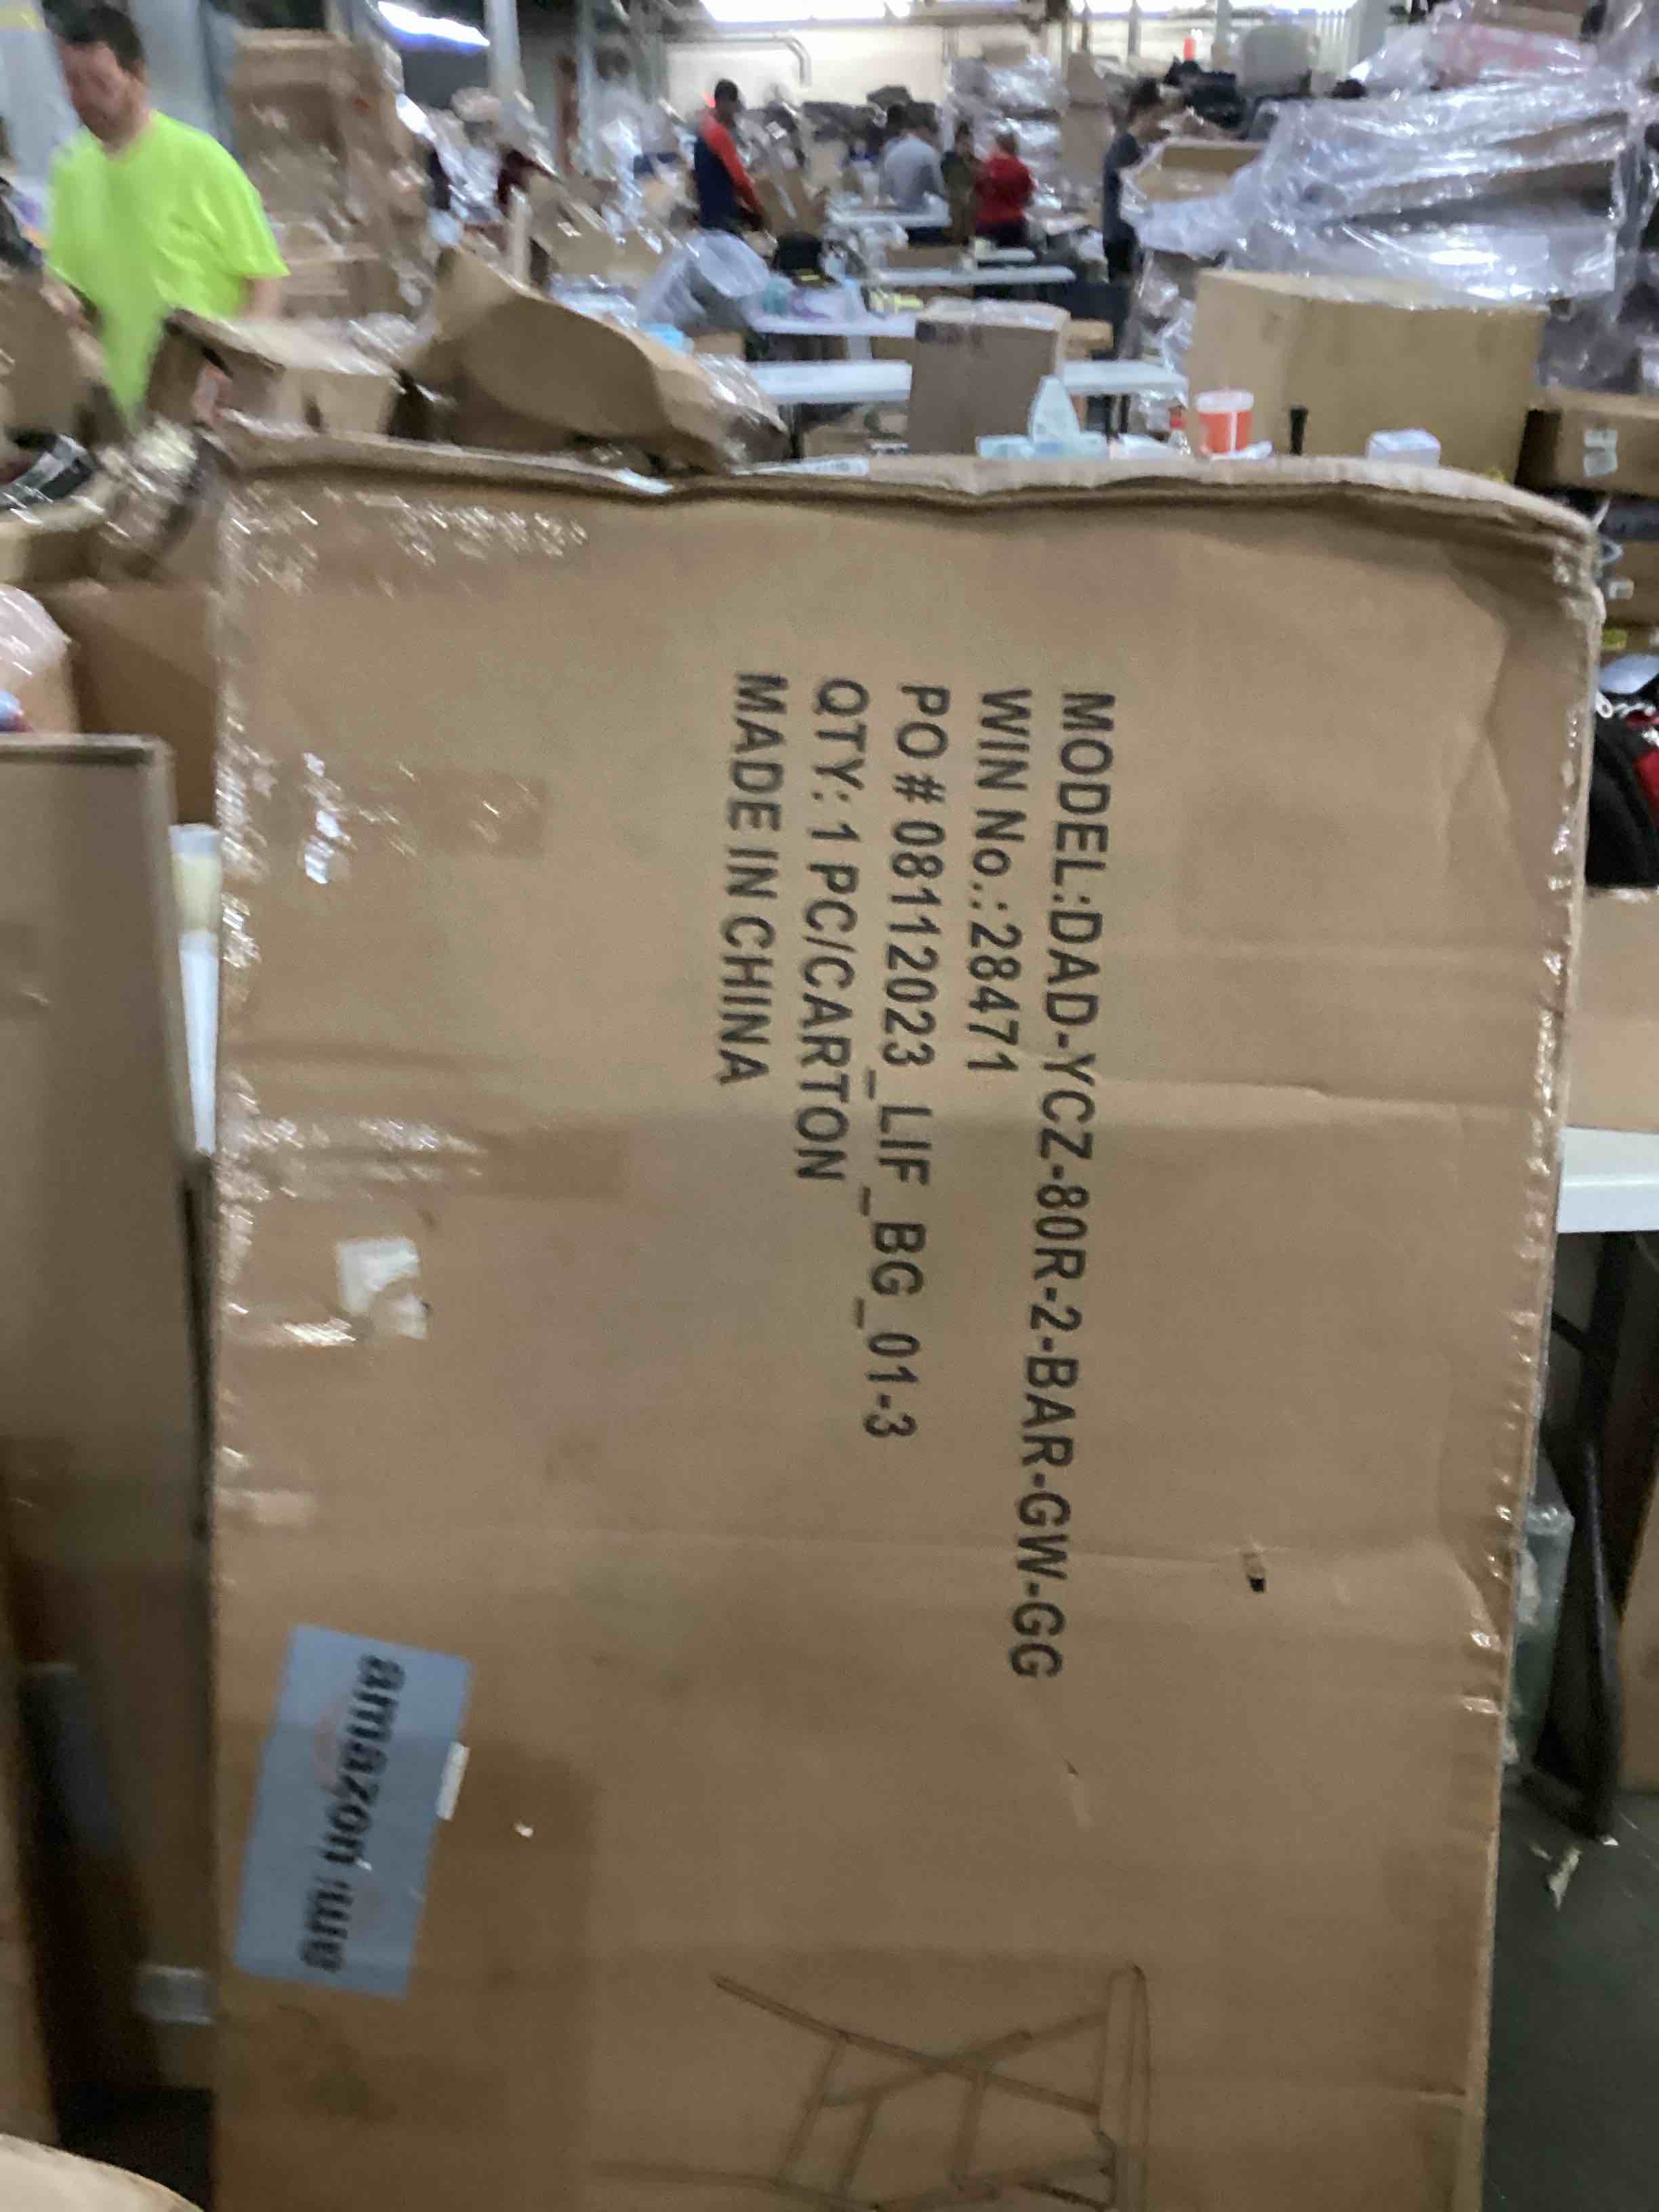 MODEL:DAD-YCZ-80R-2-BAR-GW-GG
WIN No.:28471
PO # 08112023_LIF_BG_01-3
QTY: 1 PC/CARTON
MADE IN CHINA
amazon